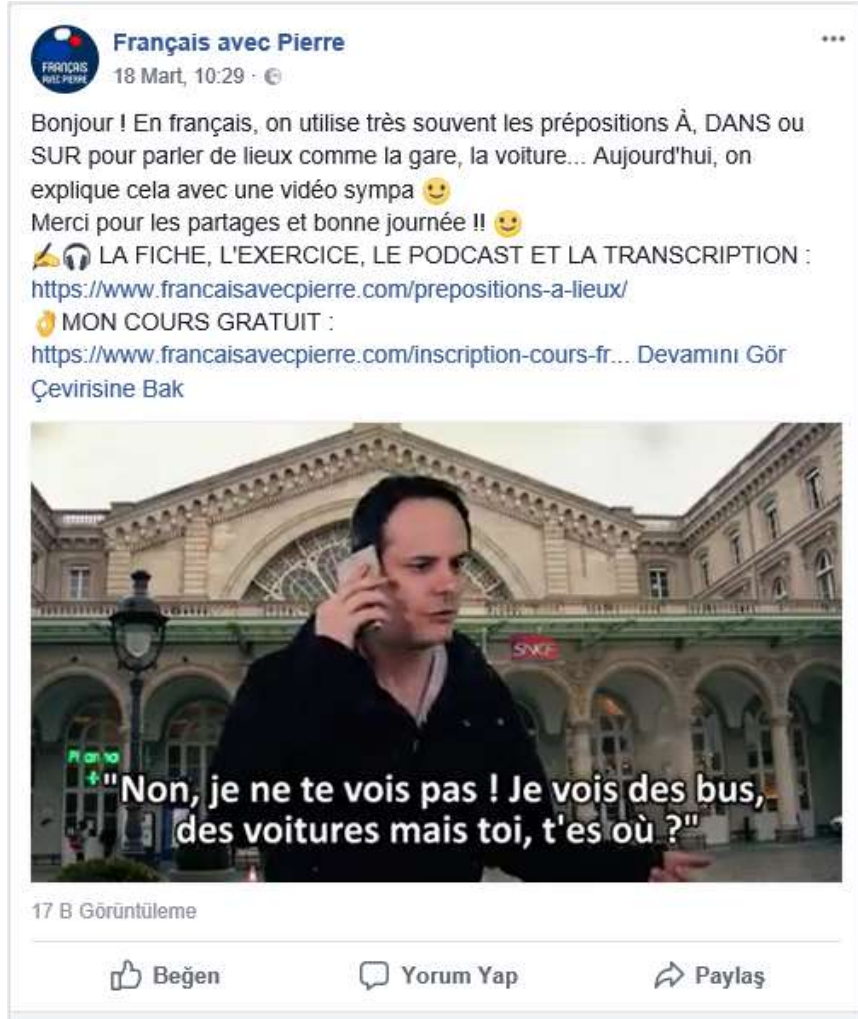 FRANÇAIS
AVEC PIERRE
Français avec Pierre
18 Mart, 10:29 ·
Bonjour ! En français, on utilise très souvent les prépositions À, DANS ou
SUR pour parler de lieux comme la gare, la voiture... Aujourd'hui, on
explique cela avec une vidéo sympa 🙂
Merci pour les partages et bonne journée !! 🙂
✍️🎧 LA FICHE, L'EXERCICE, LE PODCAST ET LA TRANSCRIPTION :
https://www.francaisavecpierre.com/prepositions-a-lieux/
👌 MON COURS GRATUIT :
https://www.francaisavecpierre.com/inscription-cours-fr... Devamını Gör
Çevirisine Bak
SNCF
"Non, je ne te vois pas ! Je vois des bus,
des voitures mais toi, t'es où ?"
17 B Görüntüleme
Beğen
Yorum Yap
Paylaş